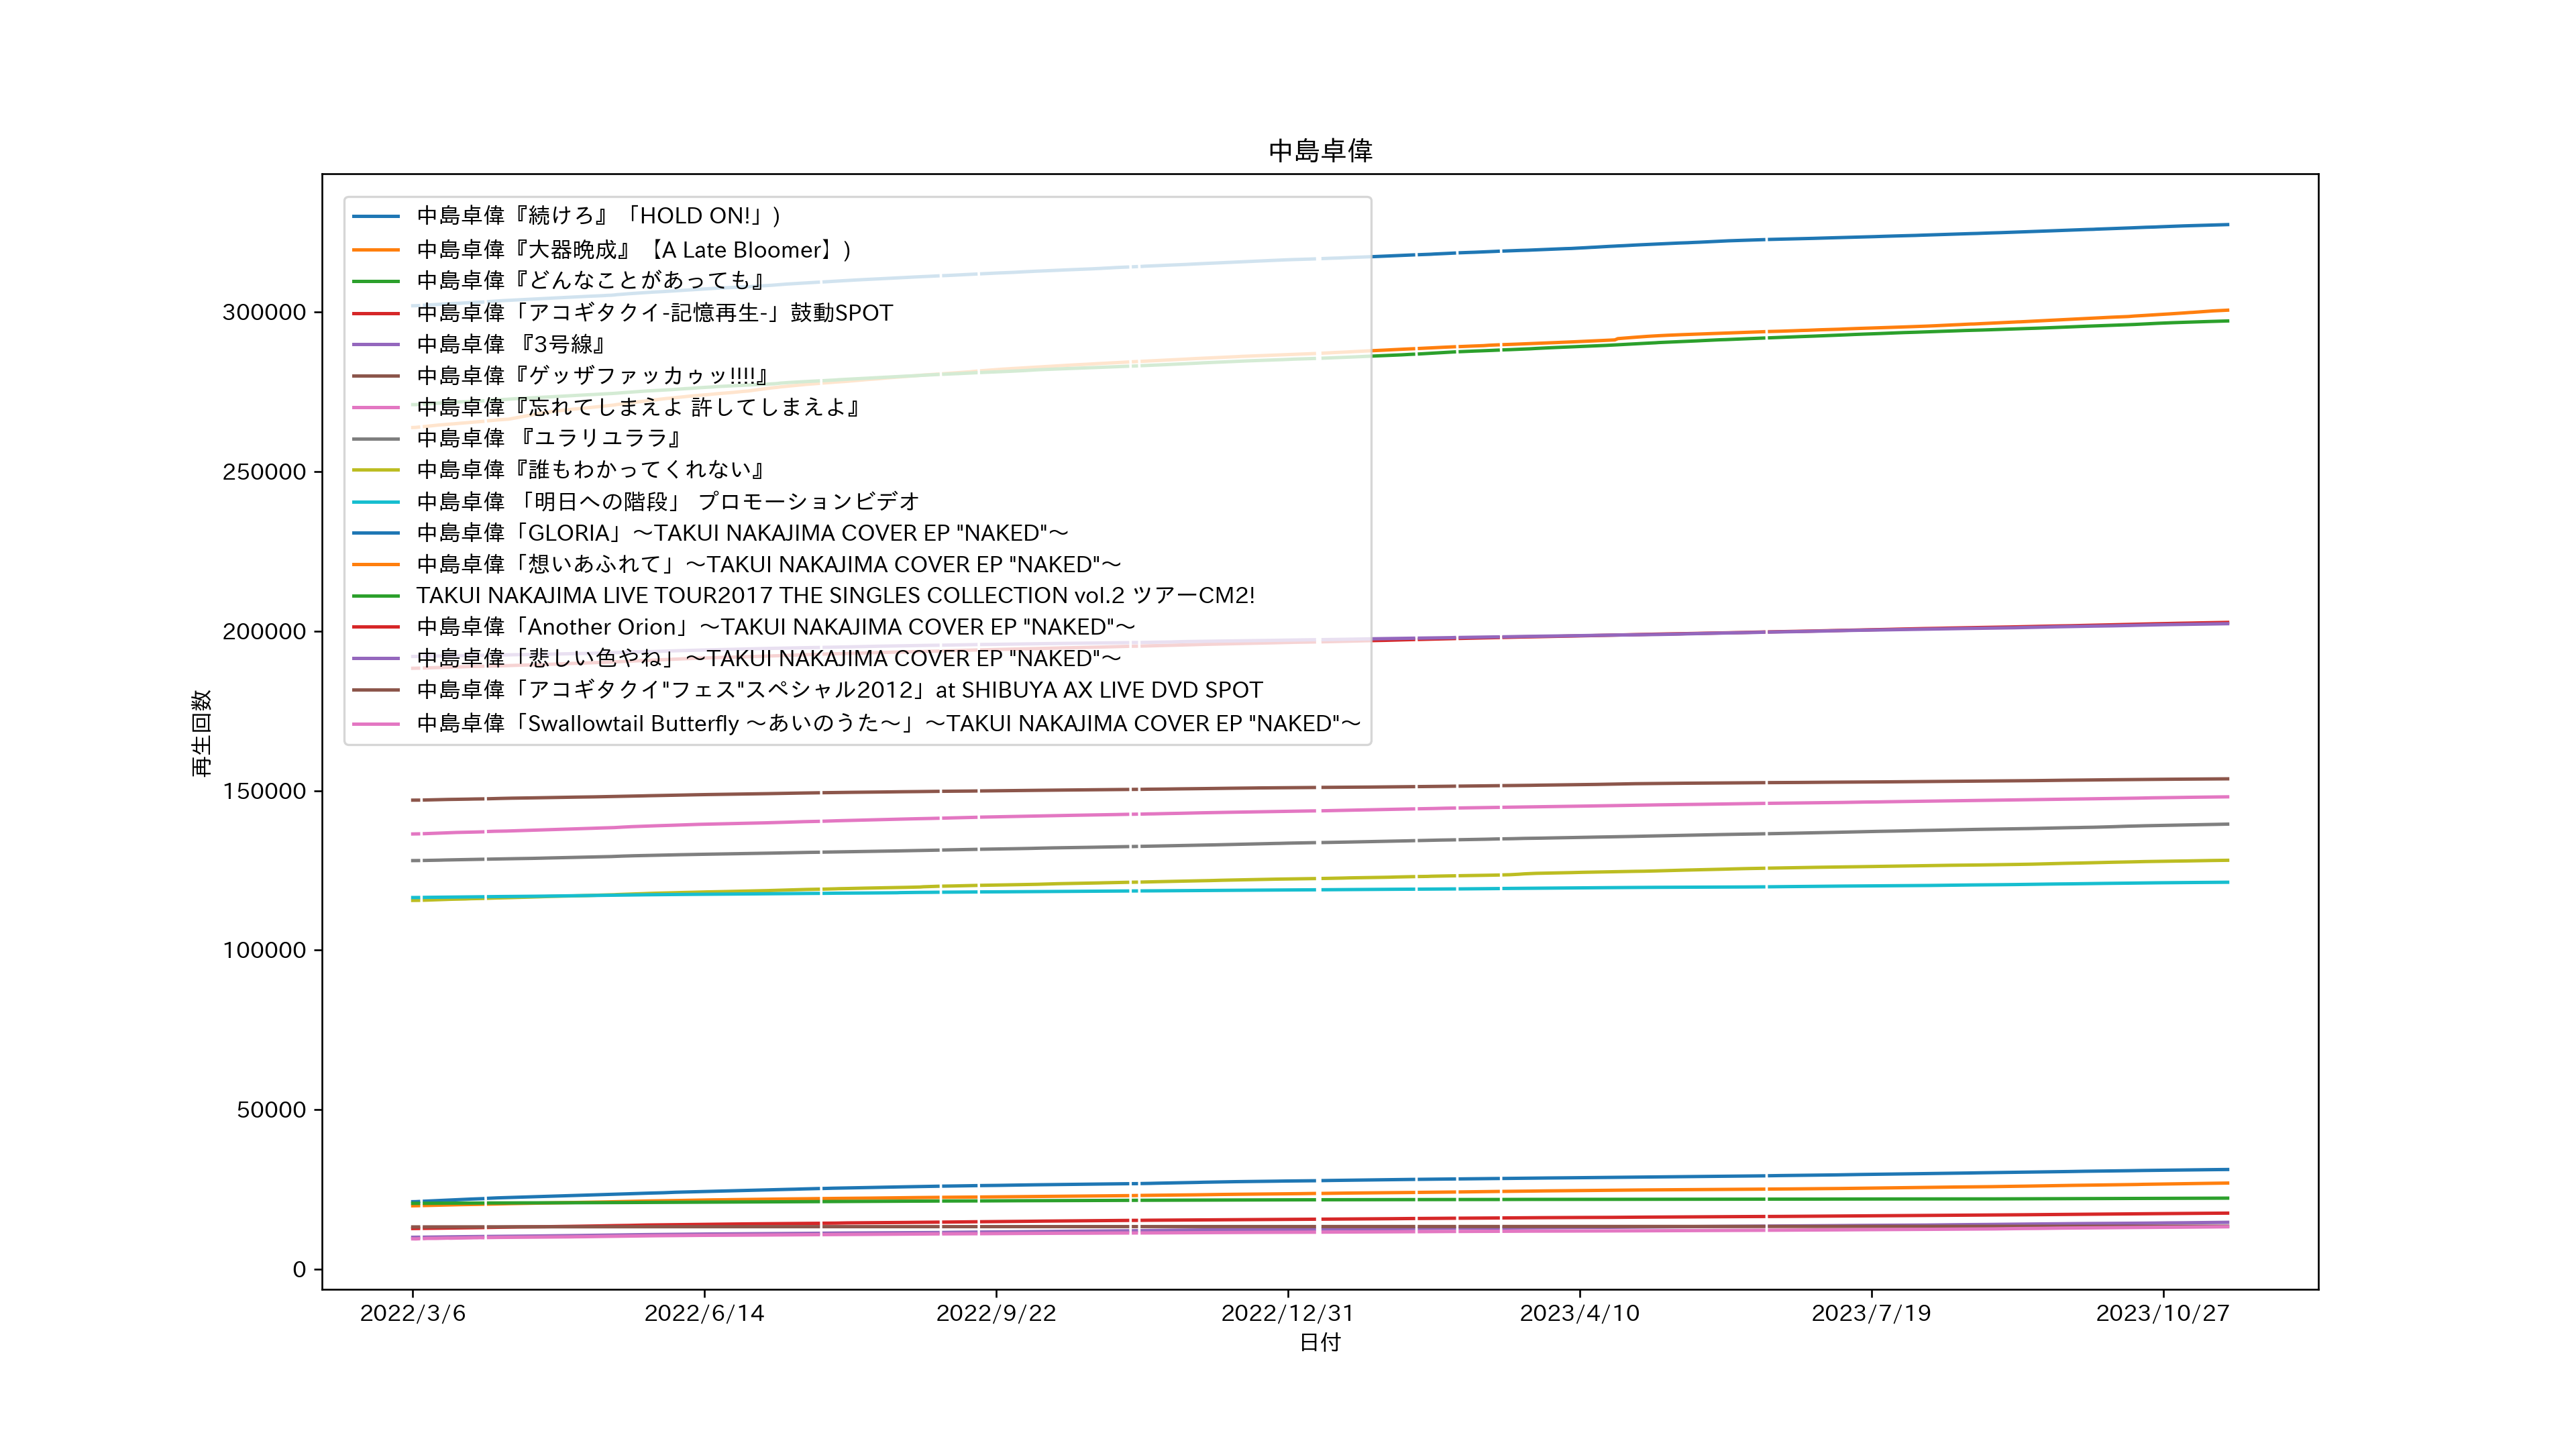 中島卓偉
中島卓偉『続けろ』「HOLD ON!」)
中島卓偉『大器晩成』【A Late Bloomer】)
中島卓偉『どんなことがあっても』
中島卓偉「アコギタクイ-記憶再生-」鼓動SPOT
中島卓偉 『3号線』
中島卓偉『ゲッザファッカゥッ!!!!』
中島卓偉『忘れてしまえよ 許してしまえよ』
中島卓偉 『ユラリユララ』
中島卓偉『誰もわかってくれない』
中島卓偉 「明日への階段」 プロモーションビデオ
中島卓偉「GLORIA」～TAKUI NAKAJIMA COVER EP "NAKED"～
中島卓偉「想いあふれて」～TAKUI NAKAJIMA COVER EP "NAKED"～
TAKUI NAKAJIMA LIVE TOUR2017 THE SINGLES COLLECTION vol.2 ツアーCM2!
中島卓偉「Another Orion」～TAKUI NAKAJIMA COVER EP "NAKED"～
中島卓偉「悲しい色やね」～TAKUI NAKAJIMA COVER EP "NAKED"～
中島卓偉「アコギタクイ"フェス"スペシャル2012」at SHIBUYA AX LIVE DVD SPOT
中島卓偉「Swallowtail Butterfly ～あいのうた～」～TAKUI NAKAJIMA COVER EP "NAKED"～
再生回数
300000
250000
200000
150000
100000
50000
0
2022/3/6
2022/6/14
2022/9/22
2022/12/31
2023/4/10
2023/7/19
2023/10/27
日付